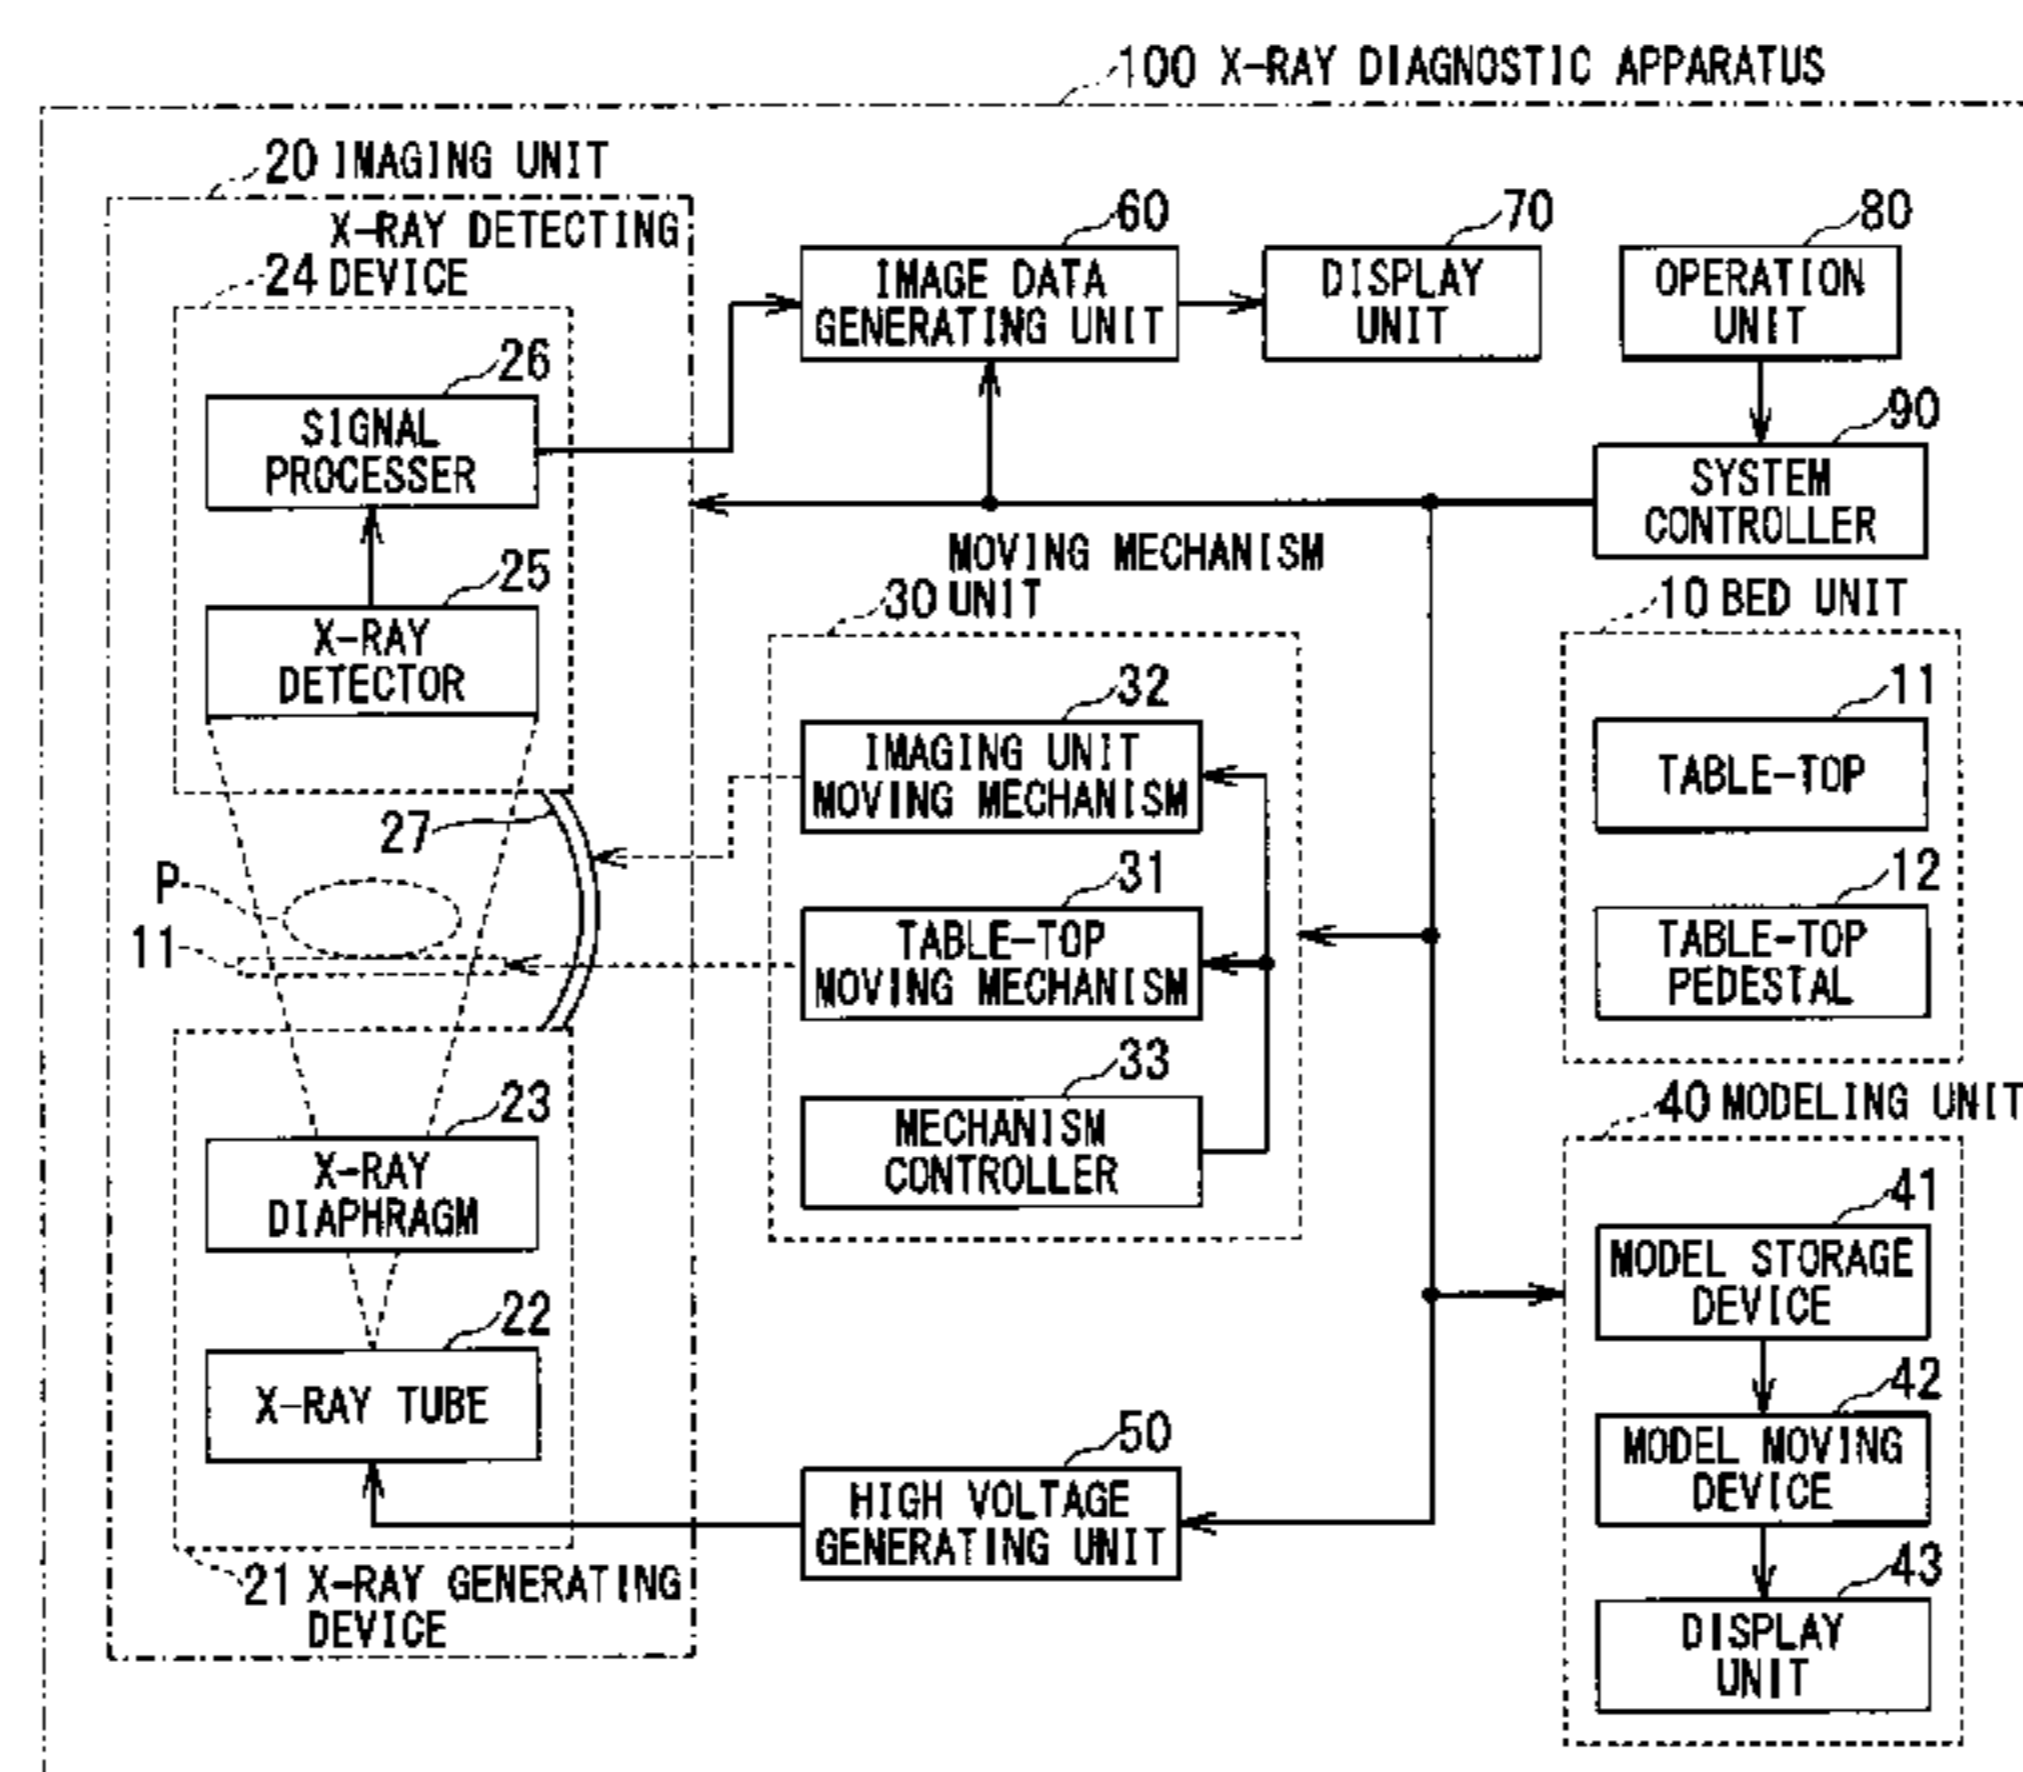 100 X-RAY DIAGNOSTIC APPARATUS
20 IMAGING UNIT
X-RAY DETECTING
24 DEVICE
26
SIGNAL
PROCESSER
25
X-RAY
DETECTOR
27
P
11
23
X-RAY
DIAPHRAGM
22
X-RAY TUBE
21 X-RAY GENERATING
DEVICE
60
IMAGE DATA
GENERATING UNIT
70
DISPLAY
UNIT
80
OPERATION
UNIT
90
SYSTEM
CONTROLLER
MOVING MECHANISM
30 UNIT
32
IMAGING UNIT
MOVING MECHANISM
31
TABLE-TOP
MOVING MECHANISM
33
MECHANISM
CONTROLLER
50
HIGH VOLTAGE
GENERATING UNIT
10 BED UNIT
11
TABLE-TOP
12
TABLE-TOP
PEDESTAL
40 MODELING UNIT
41
MODEL STORAGE
DEVICE
42
MODEL MOVING
DEVICE
43
DISPLAY
UNIT